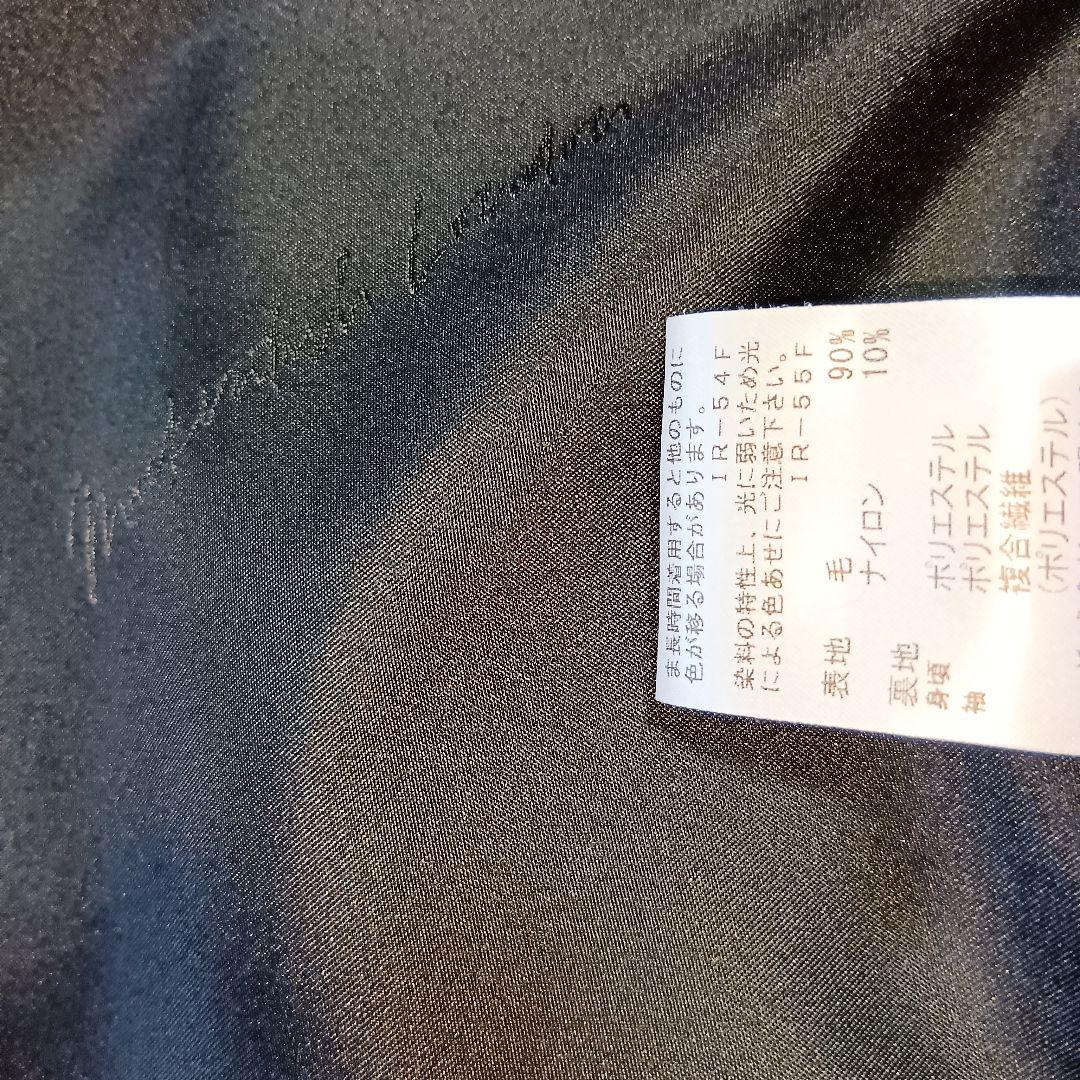 ま長時間着用すると他のものに
色が移る場合があります。
ＩＲ－５４Ｆ
染料の特性上、光に弱いため光
による色あせにご注意下さい。
ＩＲ－５５Ｆ
表地 毛 90%
ナイロン 10%
裏地
身頃 ポリエステル
袖 ポリエステル
複合繊維
(ポリエステル)